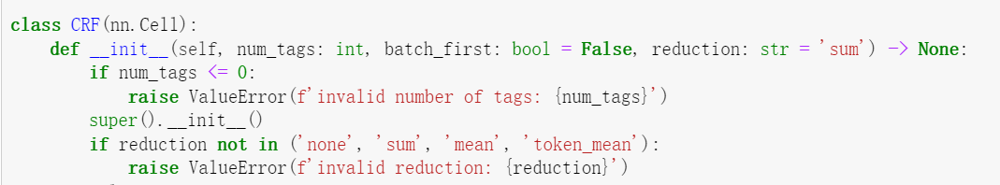 class CRF(nn.Cell):
    def __init__(self, num_tags: int, batch_first: bool = False, reduction: str = 'sum') -> None:
        if num_tags <= 0:
            raise ValueError(f'invalid number of tags: {num_tags}')
        super().__init__()
        if reduction not in ('none', 'sum', 'mean', 'token_mean'):
            raise ValueError(f'invalid reduction: {reduction}')